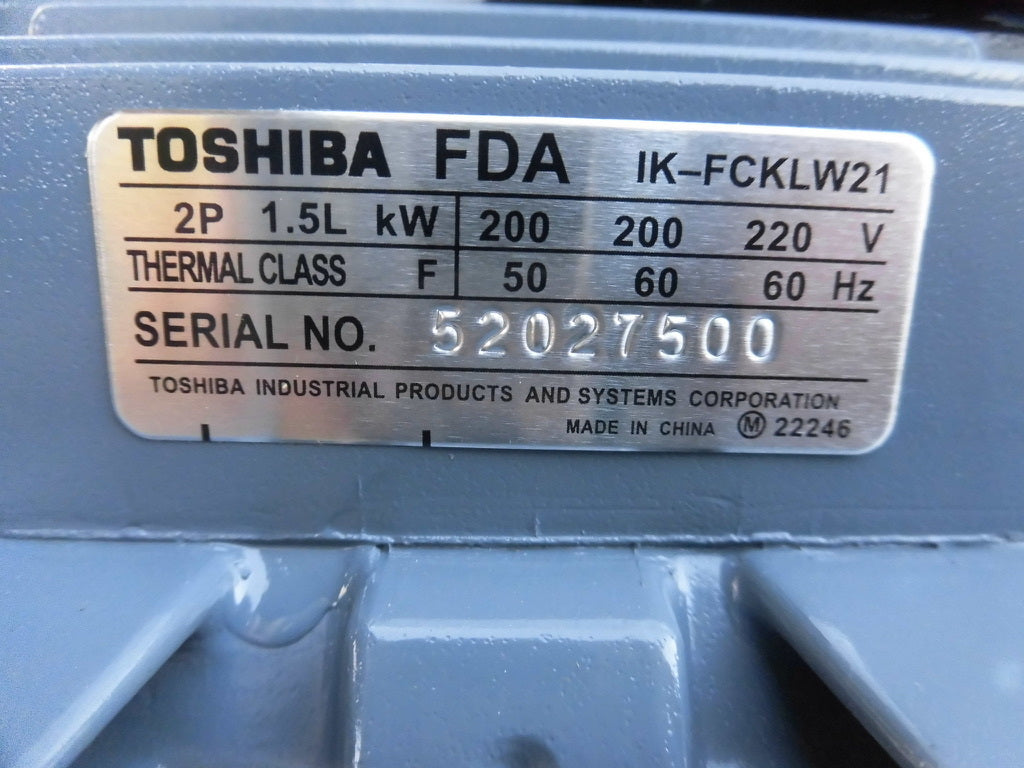 TOSHIBA FDA IK-FCKLW21
2P 1.5L kW 200 200 220 V
THERMAL CLASS F 50 60 60 Hz
SERIAL NO. 52027500
TOSHIBA INDUSTRIAL PRODUCTS AND SYSTEMS CORPORATION
MADE IN CHINA Ⓜ 22246